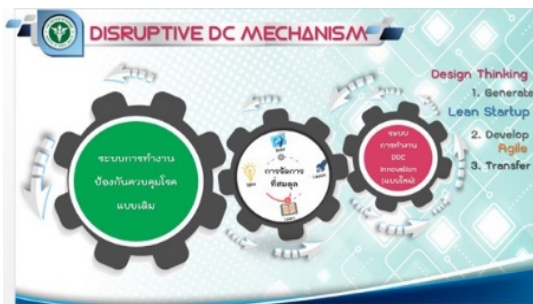 DISRUPTIVE DC MECHANISM
Design Thinking
1. Generate
Lean Startup
2. Develop
Agile
3. Transfer
ระบบการทำงาน
ป้องกันควบคุมโรค
แบบเดิม
การจัดการ
ที่สมดุล
ระบบ
การทำงาน
DDC
Innovation
(แบบใหม่)